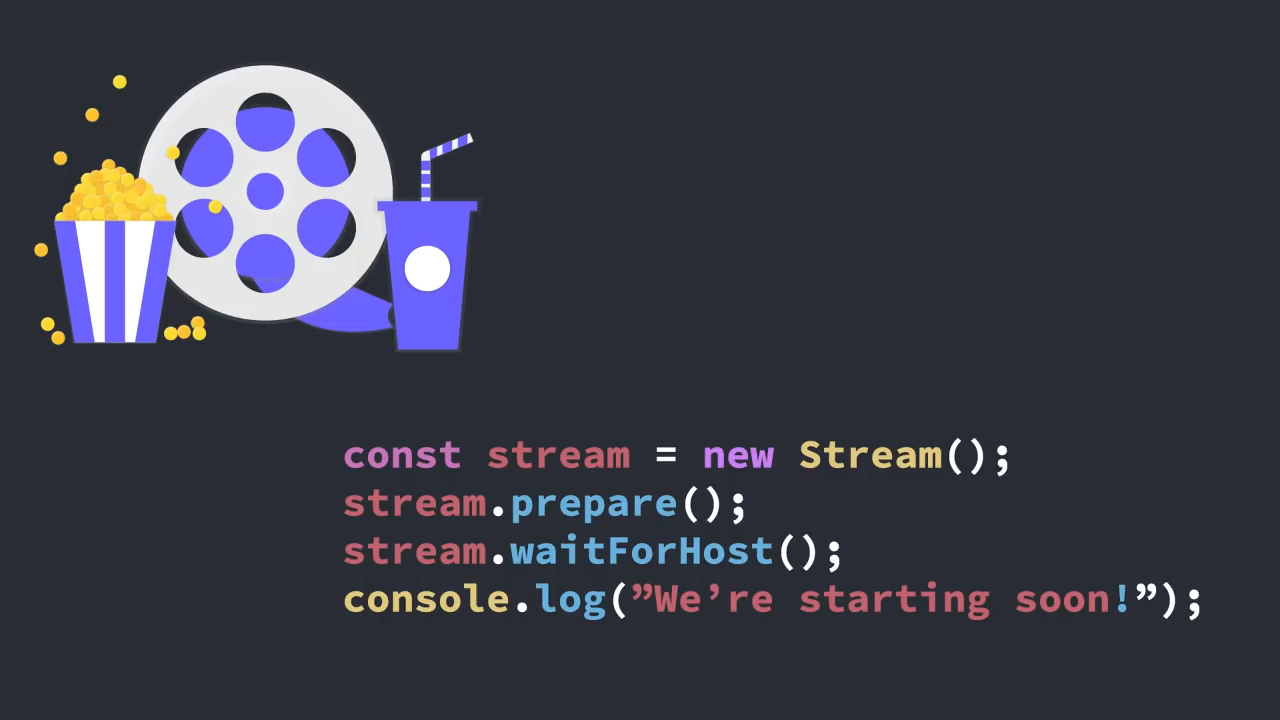 const stream = new Stream();
stream.prepare();
stream.waitForHost();
console.log(”We’re starting soon!”);